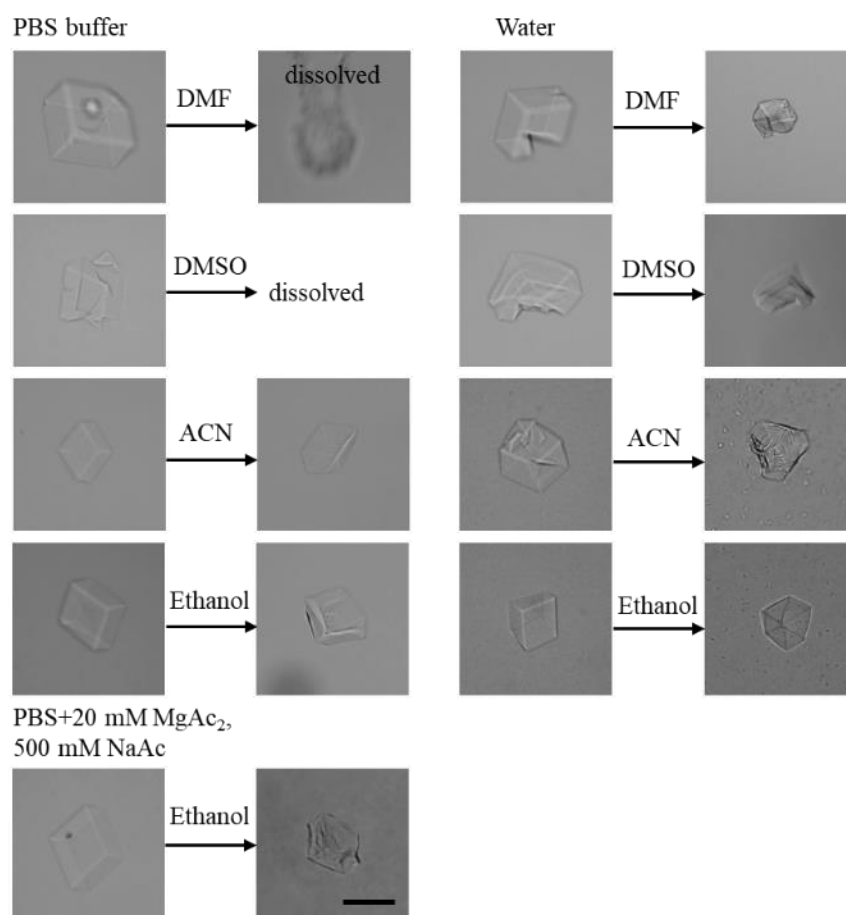 PBS buffer
Water
DMF
dissolved
DMF
DMSO
dissolved
DMSO
ACN
ACN
Ethanol
Ethanol
PBS+20 mM MgAc₂,
500 mM NaAc
Ethanol